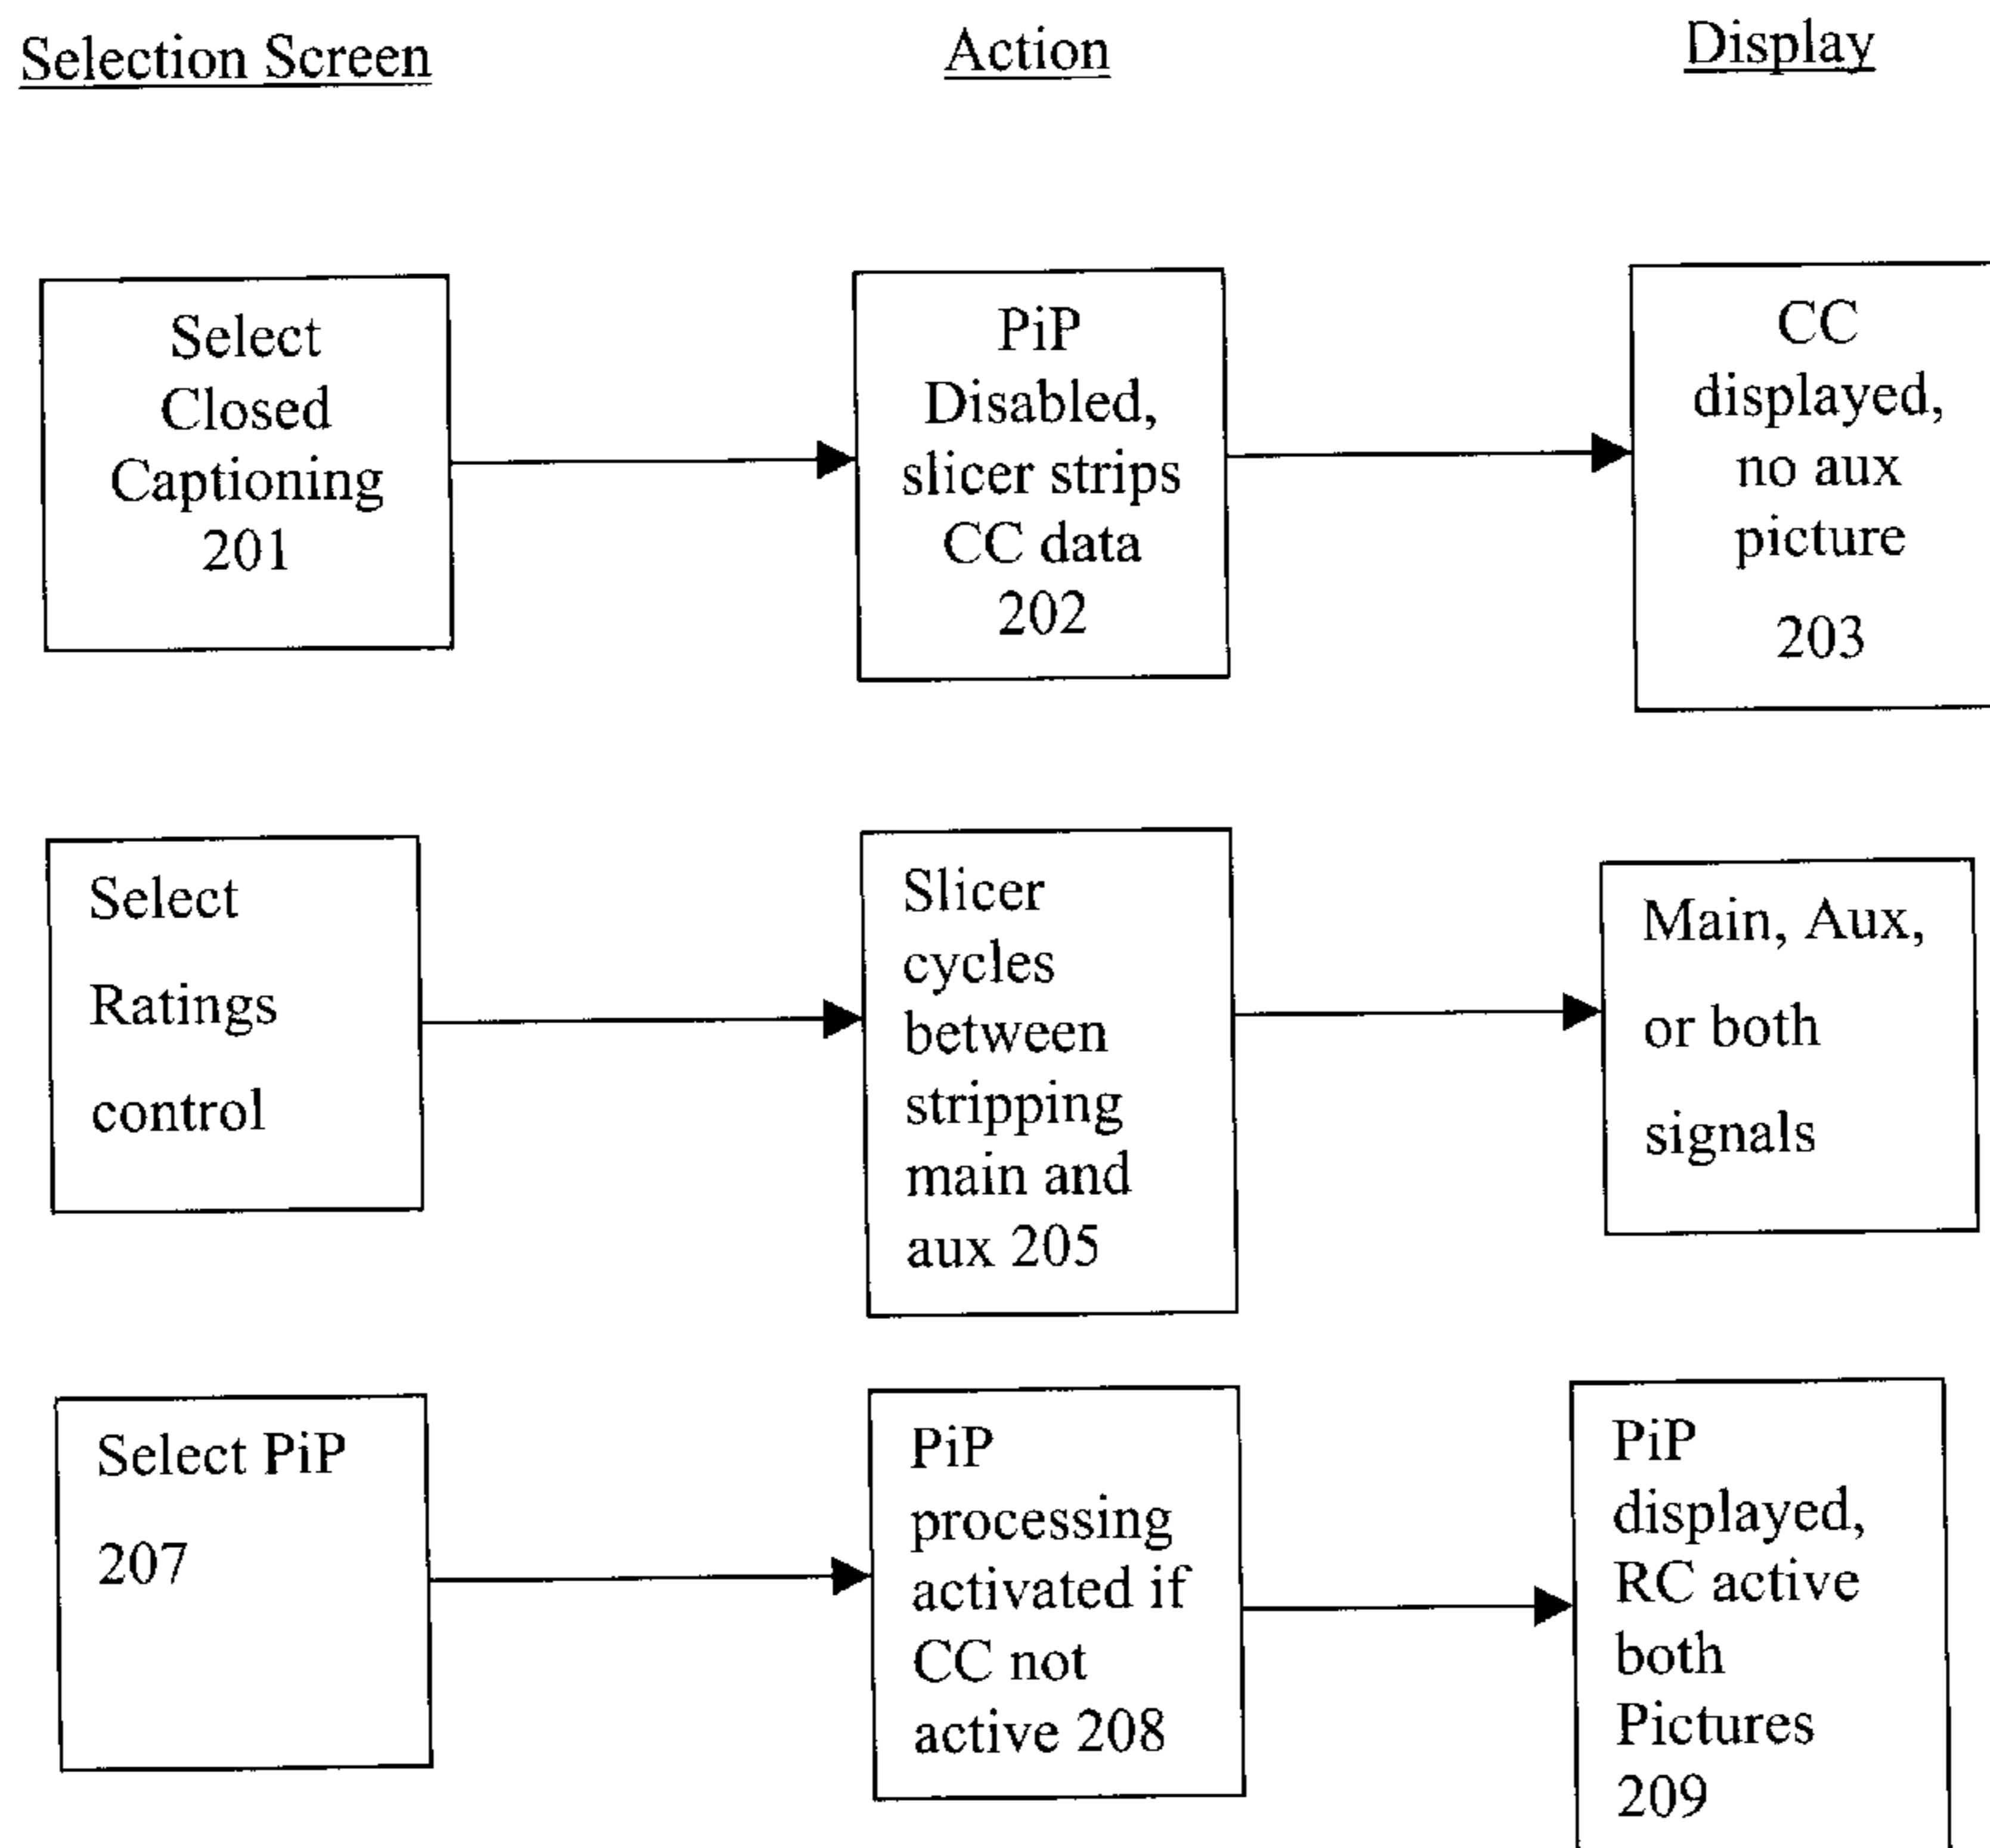 Selection Screen
Action
Display
Select
Closed
Captioning
201
PiP
Disabled,
slicer strips
CC data
202
CC
displayed,
no aux
picture
203
Select
Ratings
control
Slicer
cycles
between
stripping
main and
aux 205
Main, Aux,
or both
signals
Select PiP
207
PiP
processing
activated if
CC not
active 208
PiP
displayed,
RC active
both
Pictures
209